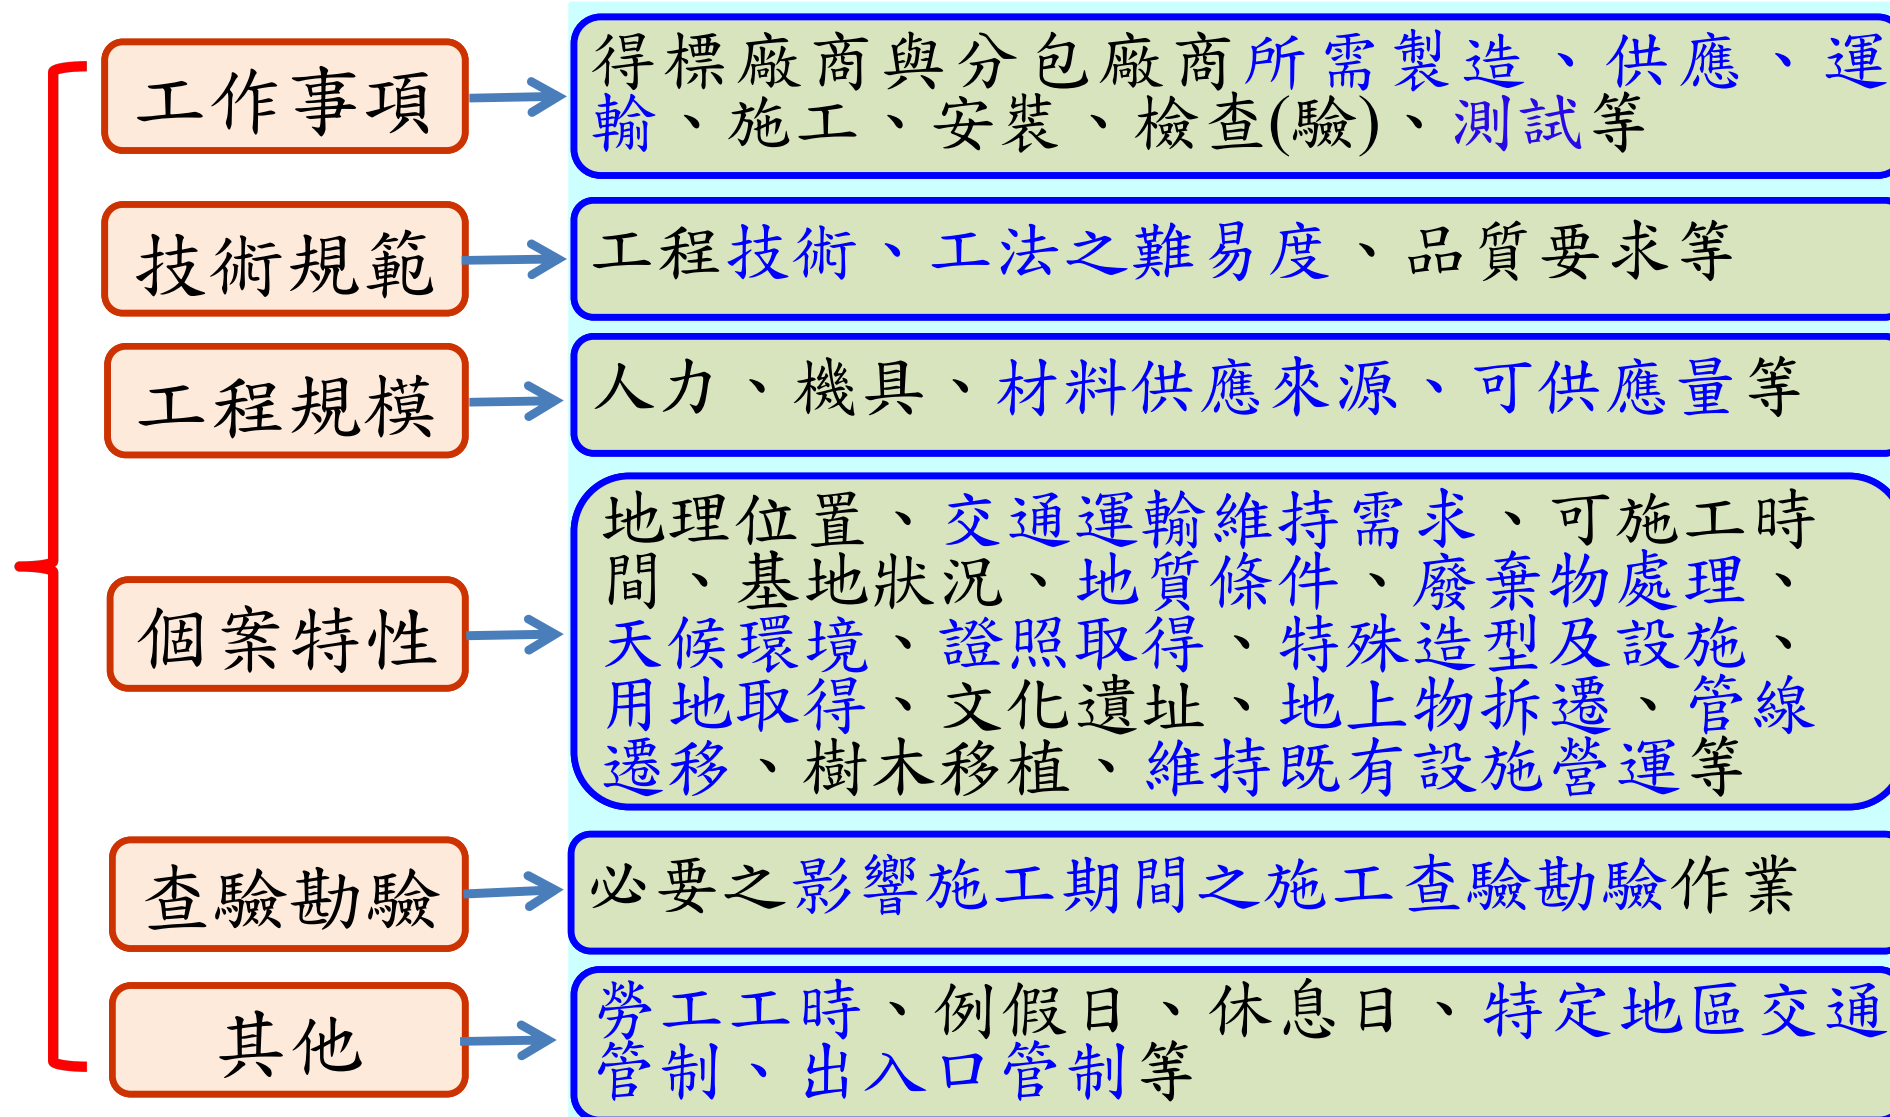 工作事項
得標廠商與分包廠商所需製造、供應、運
輸、施工、安裝、檢查(驗)、測試等
技術規範
工程技術、工法之難易度、品質要求等
工程規模
人力、機具、材料供應來源、可供應量等
個案特性
地理位置、交通運輸維持需求、可施工時
間、基地狀況、地質條件、廢棄物處理、
天候環境、證照取得、特殊造型及設施、
用地取得、文化遺址、地上物拆遷、管線
遷移、樹木移植、維持既有設施營運等
查驗勘驗
必要之影響施工期間之施工查驗勘驗作業
其他
勞工工時、例假日、休息日、特定地區交通
管制、出入口管制等